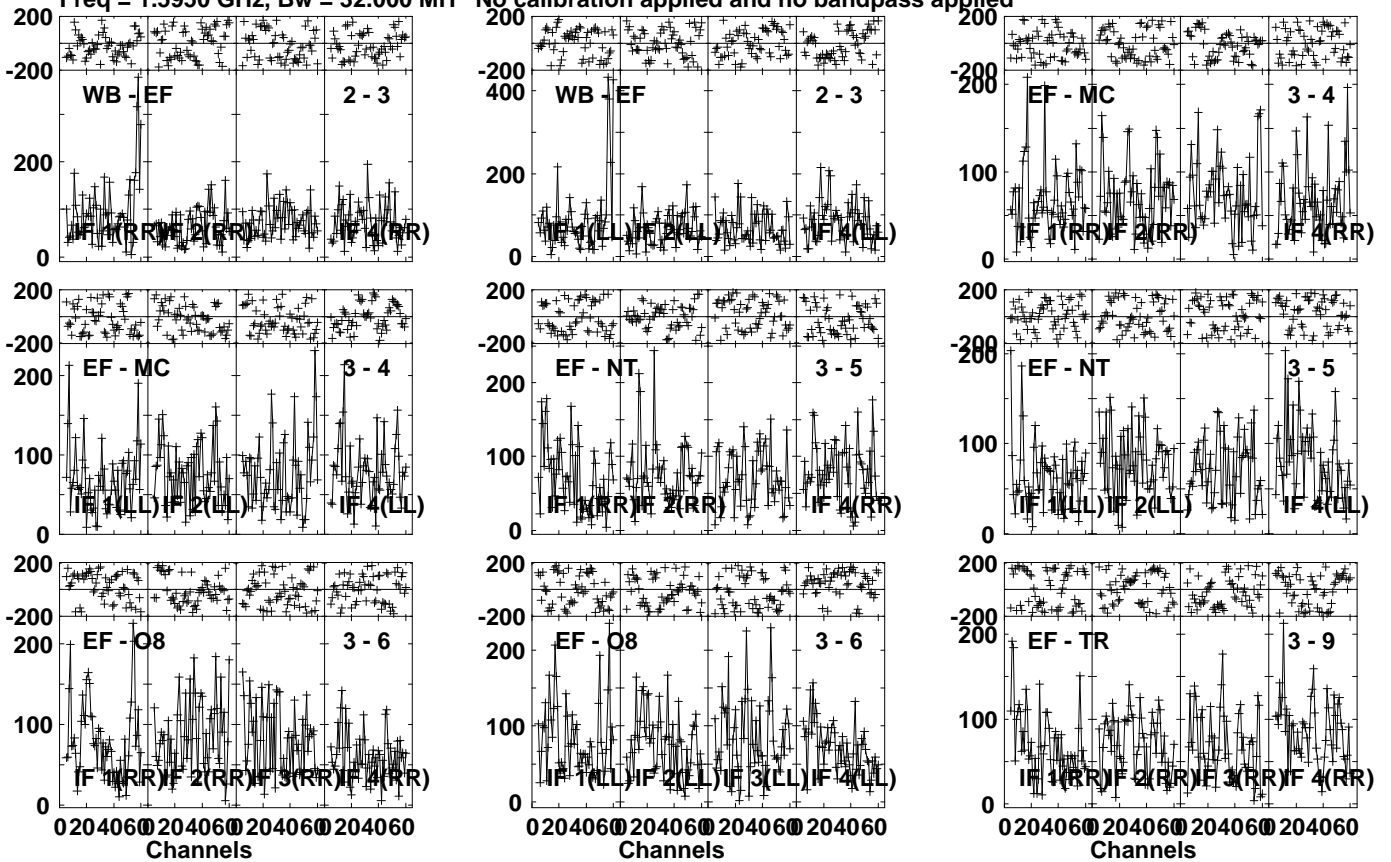 Freq = 1.5950 GHz, Bw = 32.000 MH No calibration applied and no bandpass applied
200 200 200
-200 -200 -200
WB - EF 2 - 3 WB - EF 2 - 3 EF - MC 3 - 4
400 200
200 200 100
IF 1(RR) IF 2(RR) IF 4(RR) IF 1(LL) IF 2(LL) IF 4(LL) IF 1(RR) IF 2(RR) IF 4(RR)
0 0 0
200 200 200
-200 -200 -200
EF - MC 3 - 4 EF - NT 3 - 5 EF - NT 3 - 5
200 200 200
100 100 100
IF 1(LL) IF 2(LL) IF 4(LL) IF 1(RR) IF 2(RR) IF 4(RR) IF 1(LL) IF 2(LL) IF 4(LL)
0 0 0
200 200 200
-200 -200 -200
EF - O8 3 - 6 EF - O8 3 - 6 EF - TR 3 - 9
200 200 200
100 100 100
IF 1(RR) IF 2(RR) IF 3(RR) IF 4(RR) IF 1(LL) IF 2(LL) IF 3(LL) IF 4(LL) IF 1(RR) IF 2(RR) IF 3(RR) IF 4(RR)
0 0 0
0 20 40 60 0 20 40 60 0 20 40 60 0 20 40 60 0 20 40 60 0 20 40 60 0 20 40 60 0 20 40 60 0 20 40 60 0 20 40 60 0 20 40 60 0 20 40 60
Channels Channels Channels